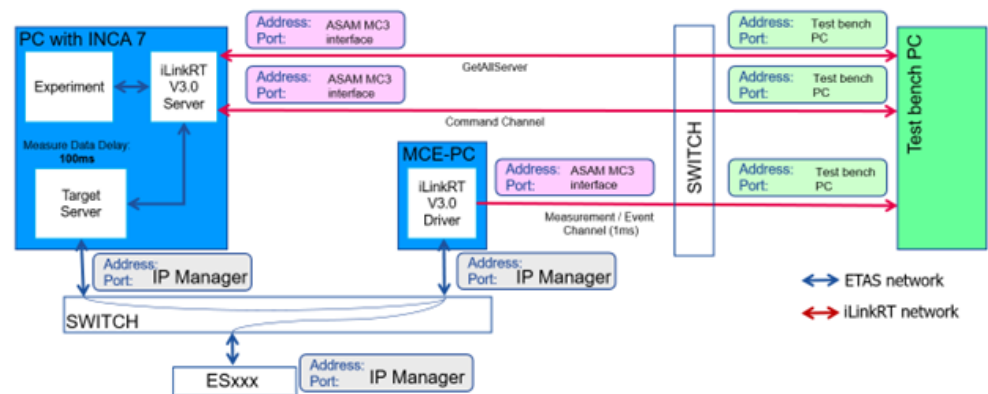 PC with INCA 7
Experiment
iLinkRT
V3.0
Server
Measure Data Delay:
100ms
Target
Server
Address: ASAM MC3
Port: interface
Address: Test bench
Port: PC
GetAllServer
Address: ASAM MC3
Port: interface
Address: Test bench
Port: PC
Command Channel
MCE-PC
iLinkRT
V3.0
Driver
Address: ASAM MC3
Port: interface
Address: Test bench
Port: PC
Measurement / Event
Channel (1ms)
SWITCH
Test bench PC
Address:
Port: IP Manager
Address:
Port: IP Manager
SWITCH
ESxxx
Address:
Port: IP Manager
ETAS network
iLinkRT network